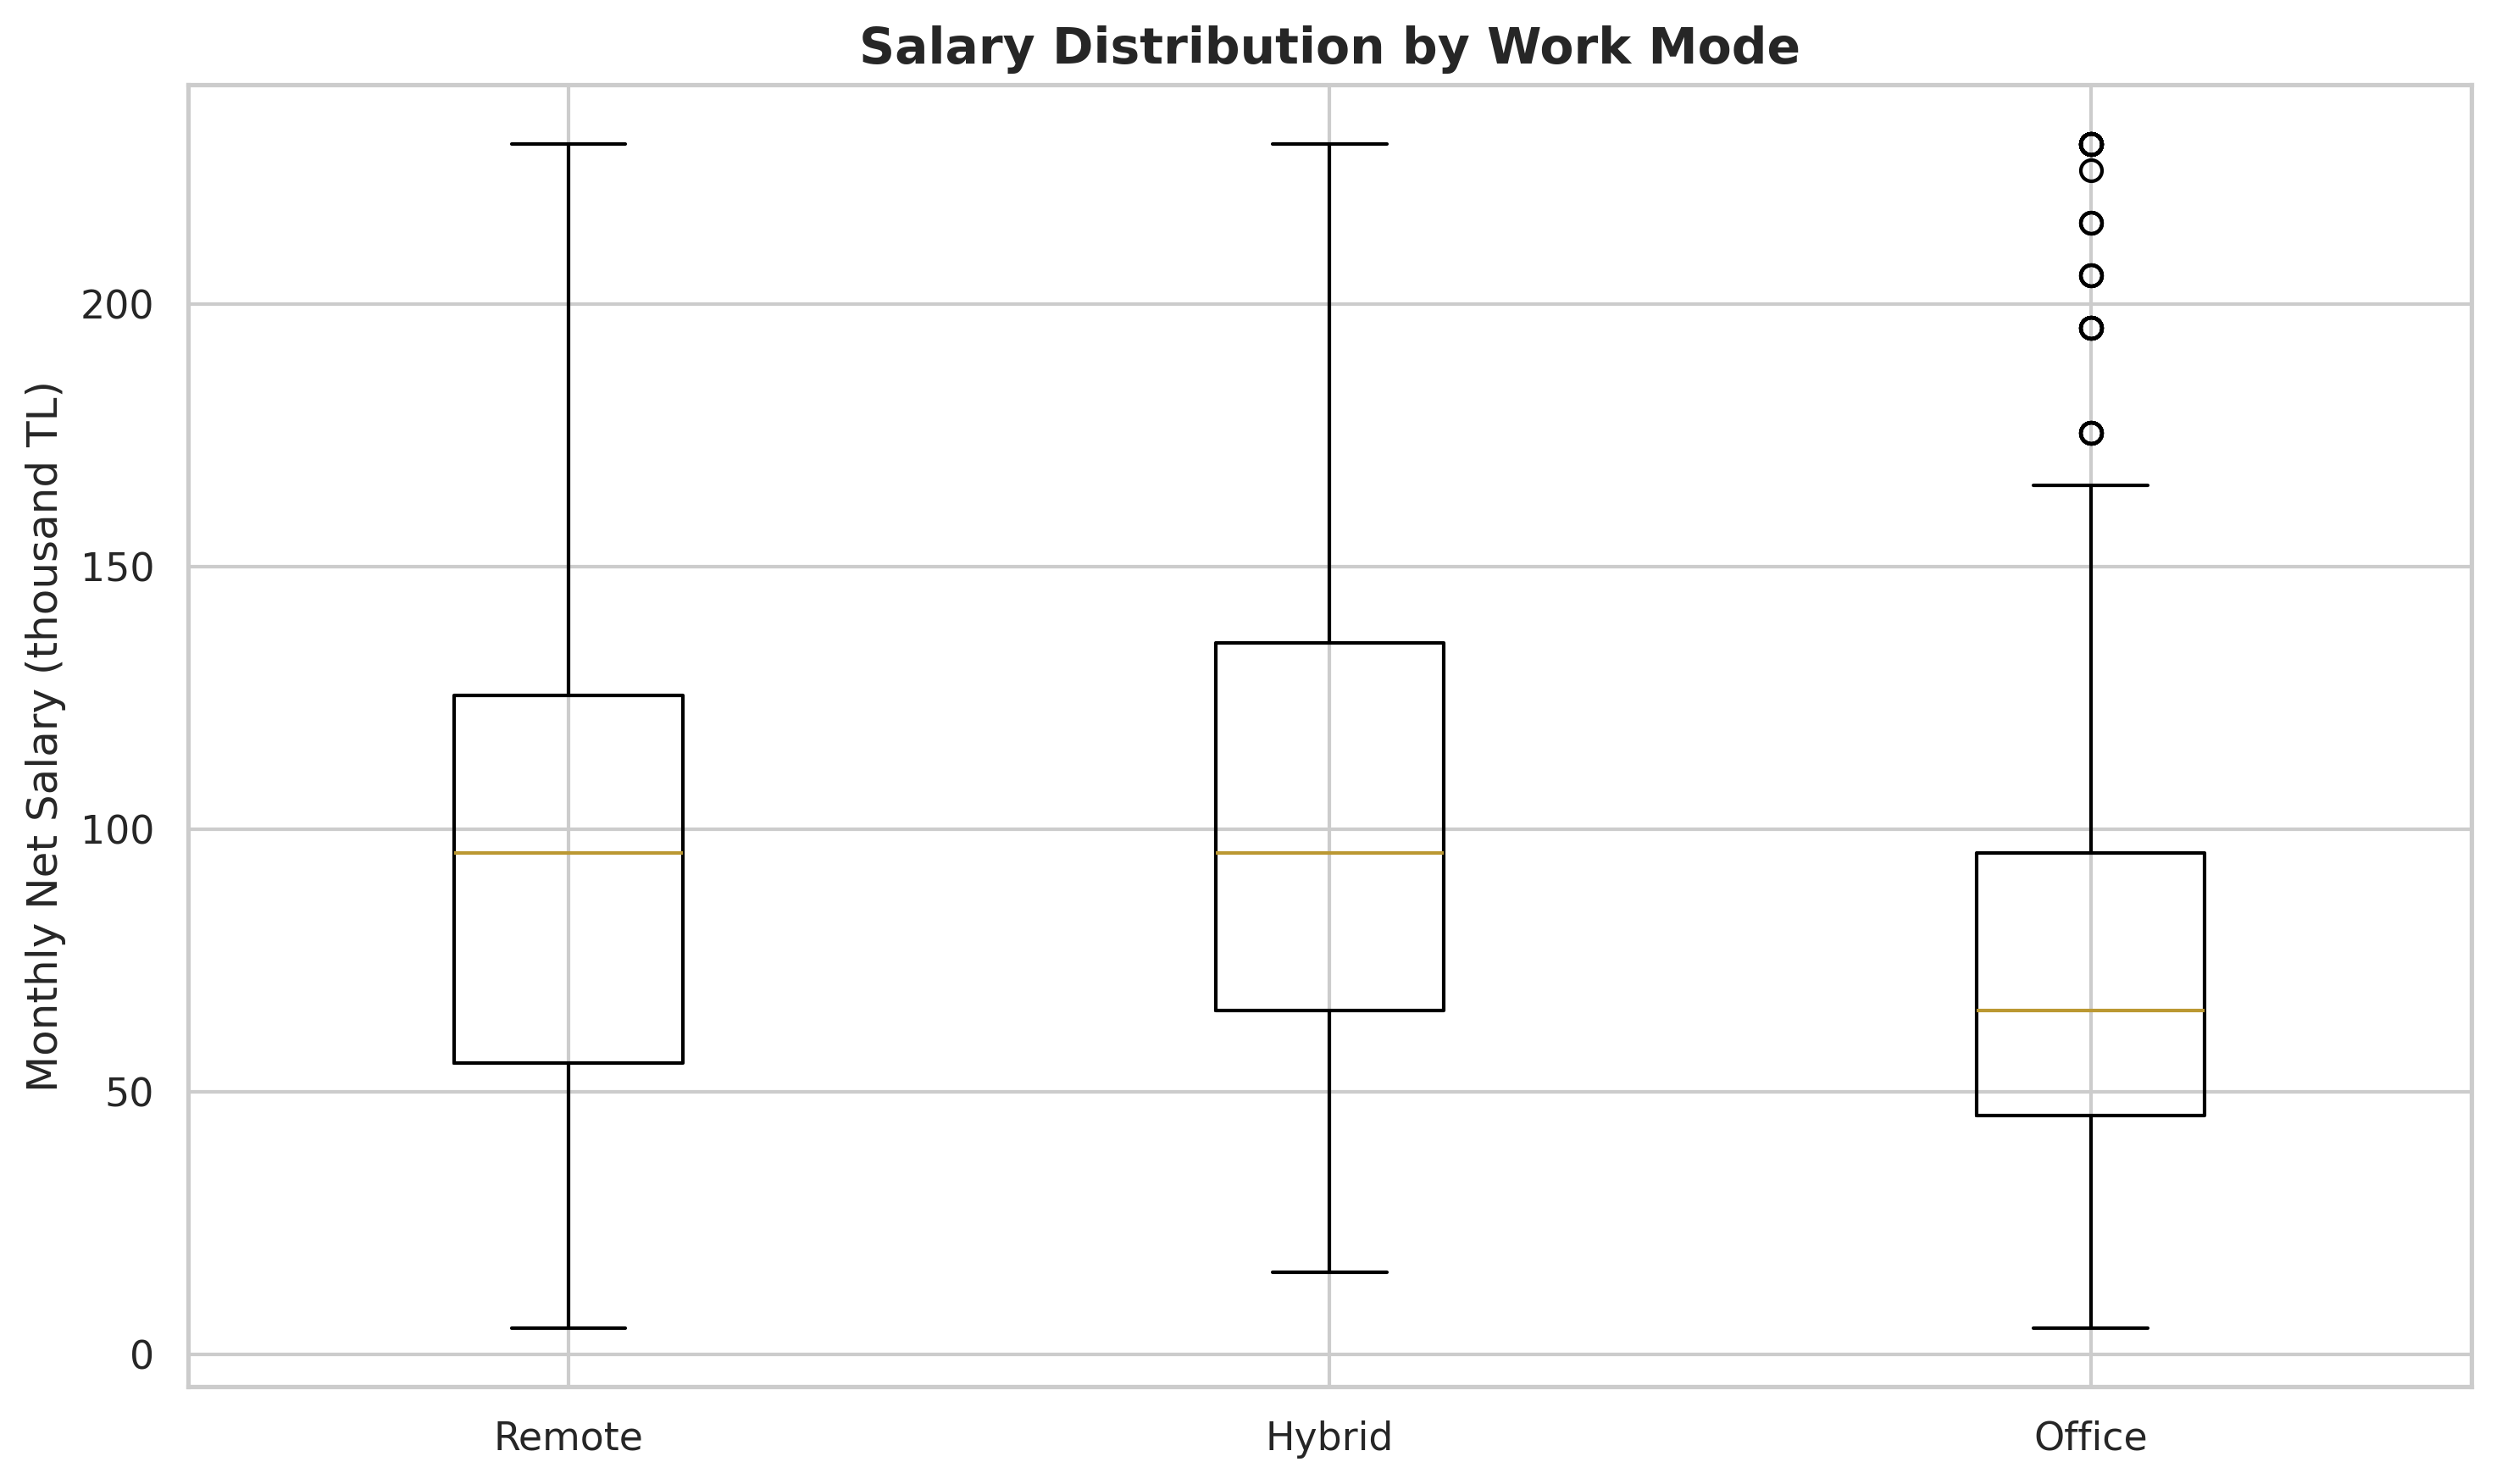 Salary Distribution by Work Mode
Monthly Net Salary (thousand TL)
200
150
100
50
0
Remote
Hybrid
Office